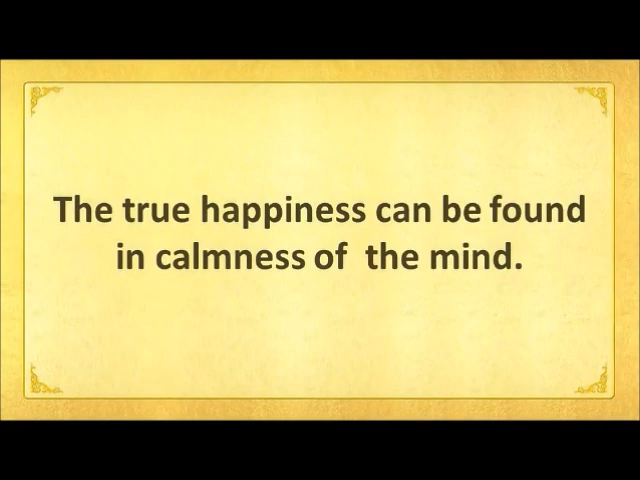 The true happiness can be found
in calmness of  the mind.